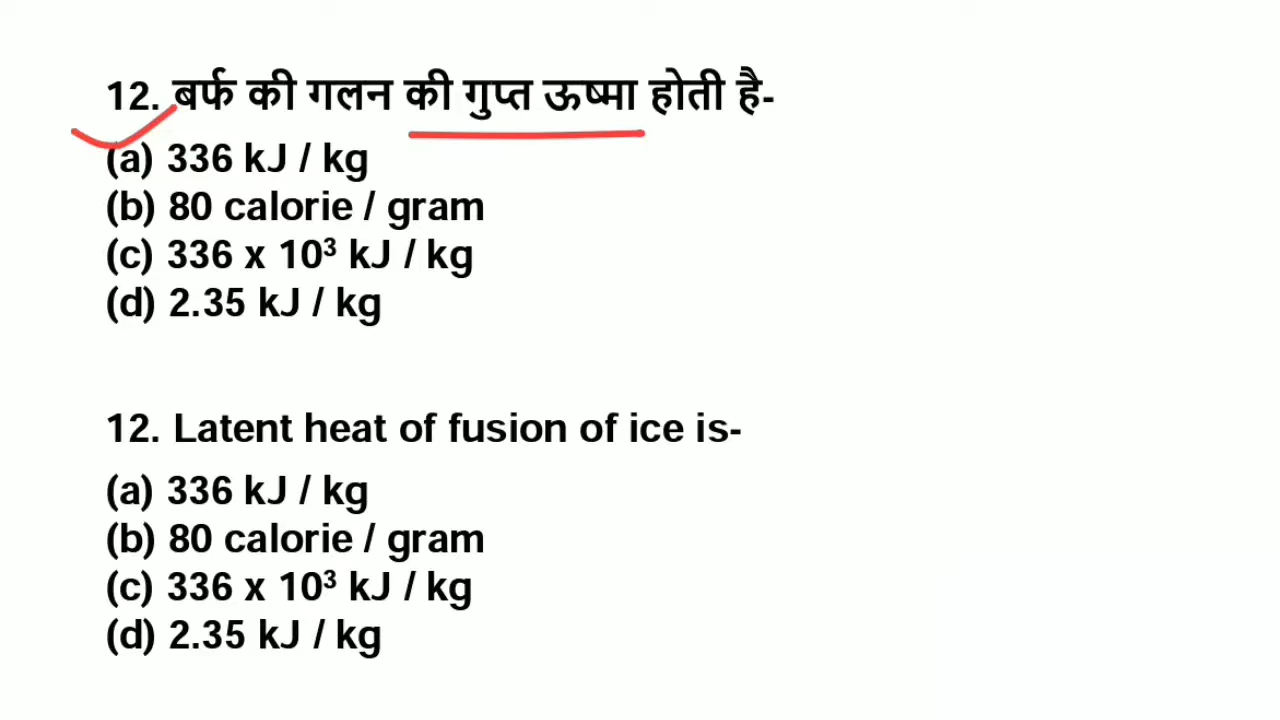 12. बर्फ की गलन की गुप्त ऊष्मा होती है-
(a) 336 kJ / kg
(b) 80 calorie / gram
(c) 336 x 10³ kJ / kg
(d) 2.35 kJ / kg
12. Latent heat of fusion of ice is-
(a) 336 kJ / kg
(b) 80 calorie / gram
(c) 336 x 10³ kJ / kg
(d) 2.35 kJ / kg